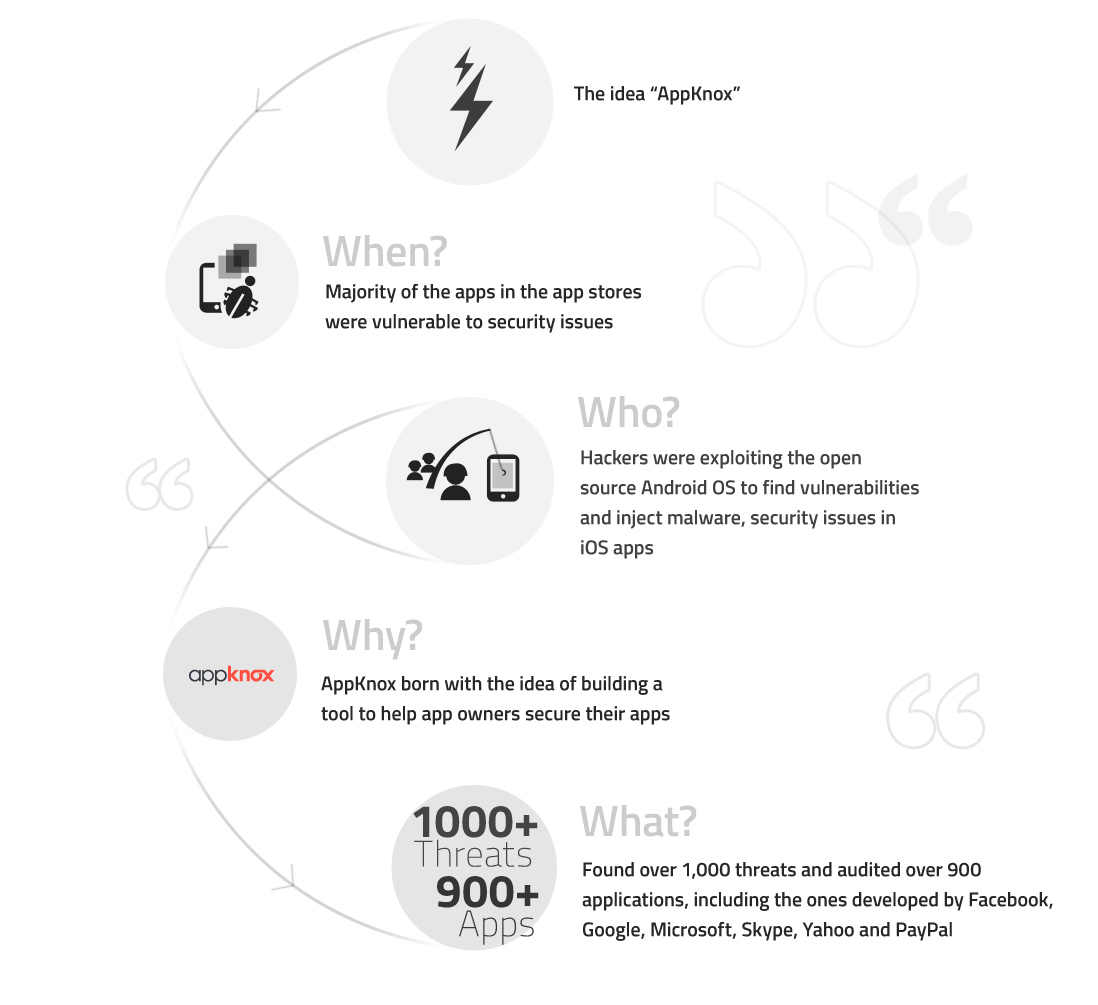 The idea “AppKnox”
When?
Majority of the apps in the app stores
were vulnerable to security issues
Who?
Hackers were exploiting the open
source Android OS to find vulnerabilities
and inject malware, security issues in
iOS apps
Why?
appknox
AppKnox born with the idea of building a
tool to help app owners secure their apps
1000+
Threats
900+
Apps
What?
Found over 1,000 threats and audited over 900
applications, including the ones developed by Facebook,
Google, Microsoft, Skype, Yahoo and PayPal